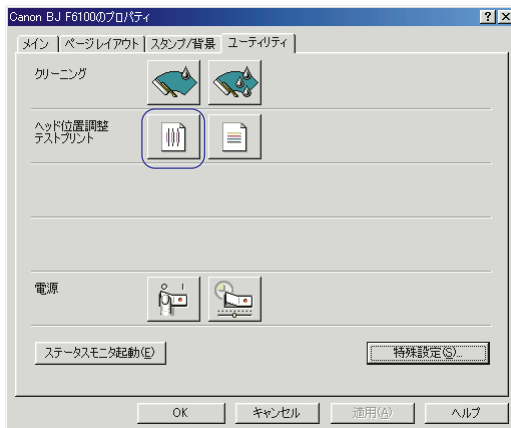 Canon BJ F6100のプロパティ
メイン ページレイアウト スタンプ/背景 ユーティリティ
クリーニング
ヘッド位置調整
テストプリント
電源
ステータスモニタ起動(E) 特殊設定(S)...
OK キャンセル 適用(A) ヘルプ